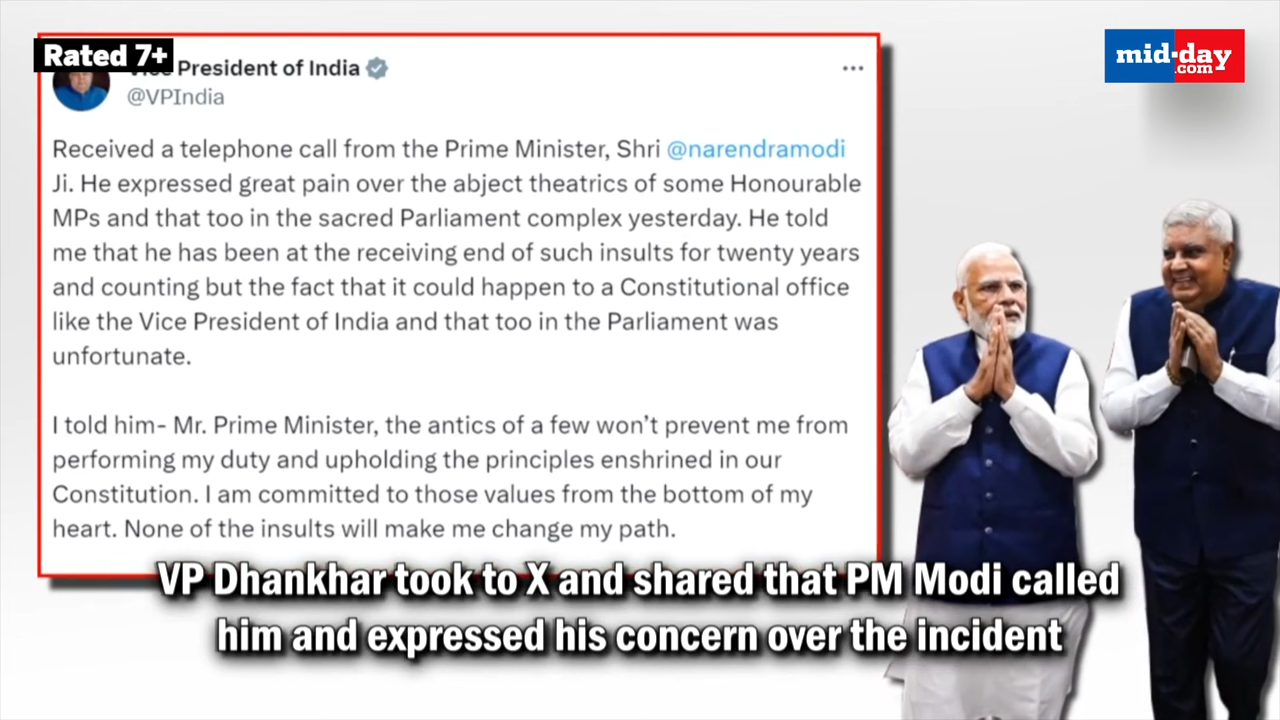 Rated 7+
mid-day
.com
President of India
@VPIndia
Received a telephone call from the Prime Minister, Shri @narendramodi
Ji. He expressed great pain over the abject theatrics of some Honourable
MPs and that too in the sacred Parliament complex yesterday. He told
me that he has been at the receiving end of such insults for twenty years
and counting but the fact that it could happen to a Constitutional office
like the Vice President of India and that too in the Parliament was
unfortunate.
I told him- Mr. Prime Minister, the antics of a few won’t prevent me from
performing my duty and upholding the principles enshrined in our
Constitution. I am committed to those values from the bottom of my
heart. None of the insults will make me change my path.
VP Dhankhar took to X and shared that PM Modi called
him and expressed his concern over the incident